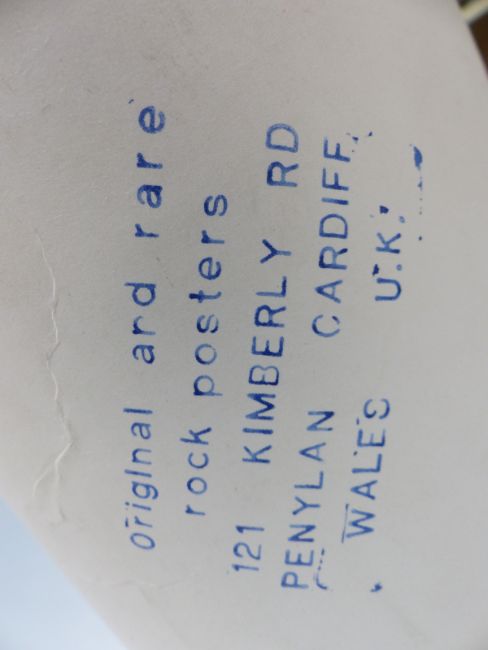 original ard rare
rock posters
121 KIMBERLY RD
PENYLAN CARDIFF,
WALES U.K.